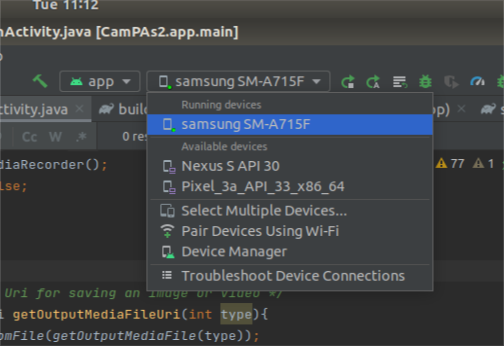 Tue 11:12
nActivity.java [CamPAs2.app.main]
app samsung SM-A715F
ctivity.java buil p)
Cc W .* 0 res
Running devices
samsung SM-A715F
Available devices
77 1
Nexus S API 30
diaRecorder();
Pixel_3a_API_33_x86_64
lse;
Select Multiple Devices...
Pair Devices Using Wi-Fi
Device Manager
Troubleshoot Device Connections
Uri for saving an image or video */
i getOutputMediaFileUri(int type){
omFile(getOutputMediaFile(type));